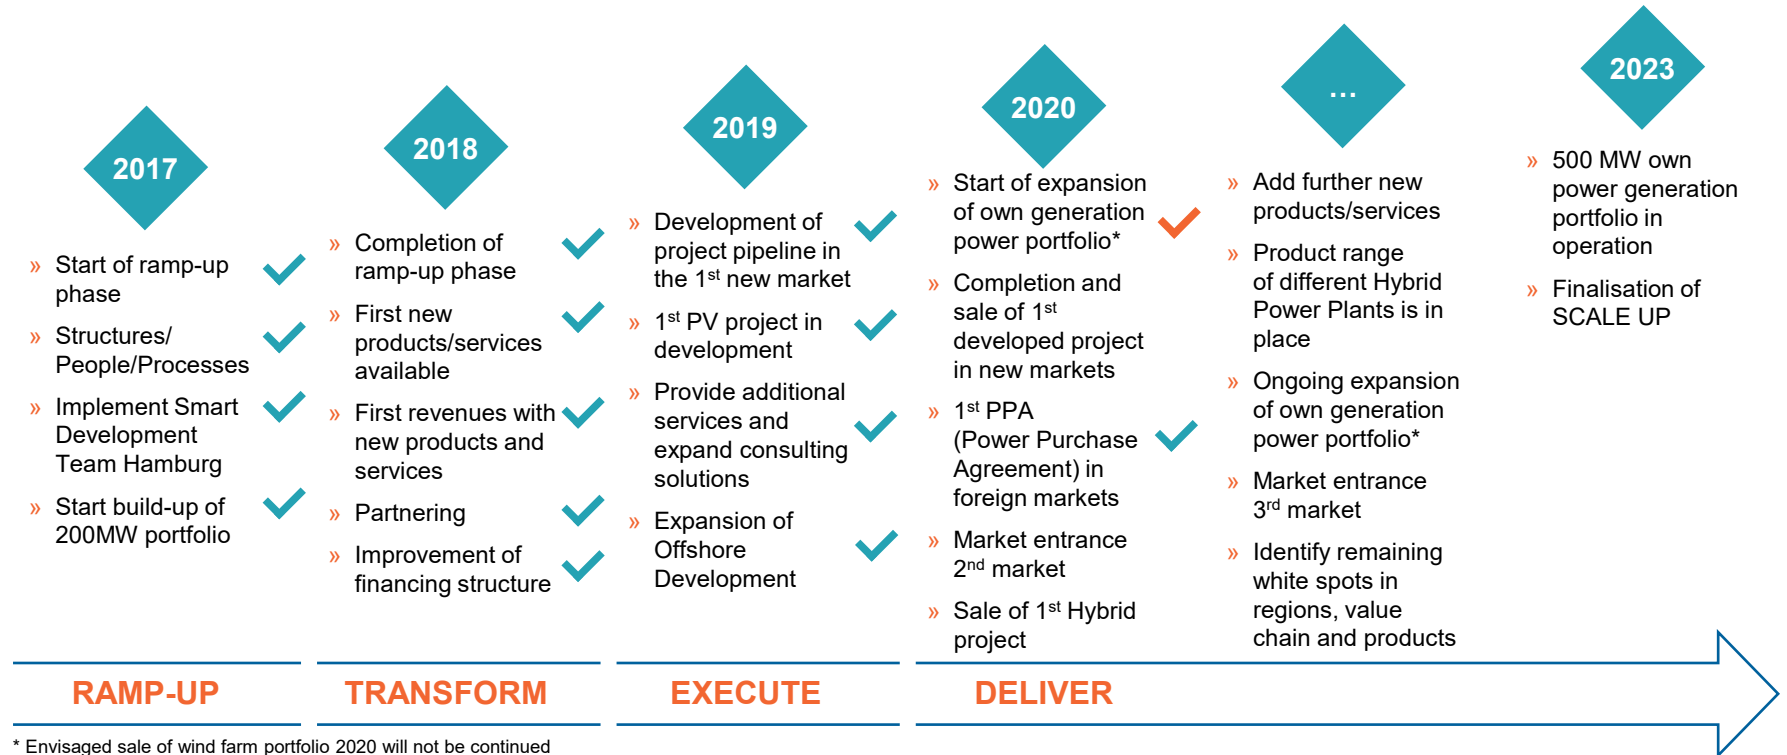 2017
» Start of ramp-up
phase
» Structures/
People/Processes
» Implement Smart
Development
Team Hamburg
» Start build-up of
200MW portfolio
2018
» Completion of
ramp-up phase
» First new
products/services
available
» First revenues with
new products and
services
» Partnering
» Improvement of
financing structure
2019
» Development of
project pipeline in
the 1st new market
» 1st PV project in
development
» Provide additional
services and
expand consulting
solutions
» Expansion of
Offshore
Development
2020
» Start of expansion
of own generation
power portfolio*
» Completion and
sale of 1st
developed project
in new markets
» 1st PPA
(Power Purchase
Agreement) in
foreign markets
» Market entrance
2nd market
» Sale of 1st Hybrid
project
...
» Add further new
products/services
» Product range
of different Hybrid
Power Plants is in
place
» Ongoing expansion
of own generation
power portfolio*
» Market entrance
3rd market
» Identify remaining
white spots in
regions, value
chain and products
2023
» 500 MW own
power generation
portfolio in
operation
» Finalisation of
SCALE UP
RAMP-UP
TRANSFORM
EXECUTE
DELIVER
* Envisaged sale of wind farm portfolio 2020 will not be continued